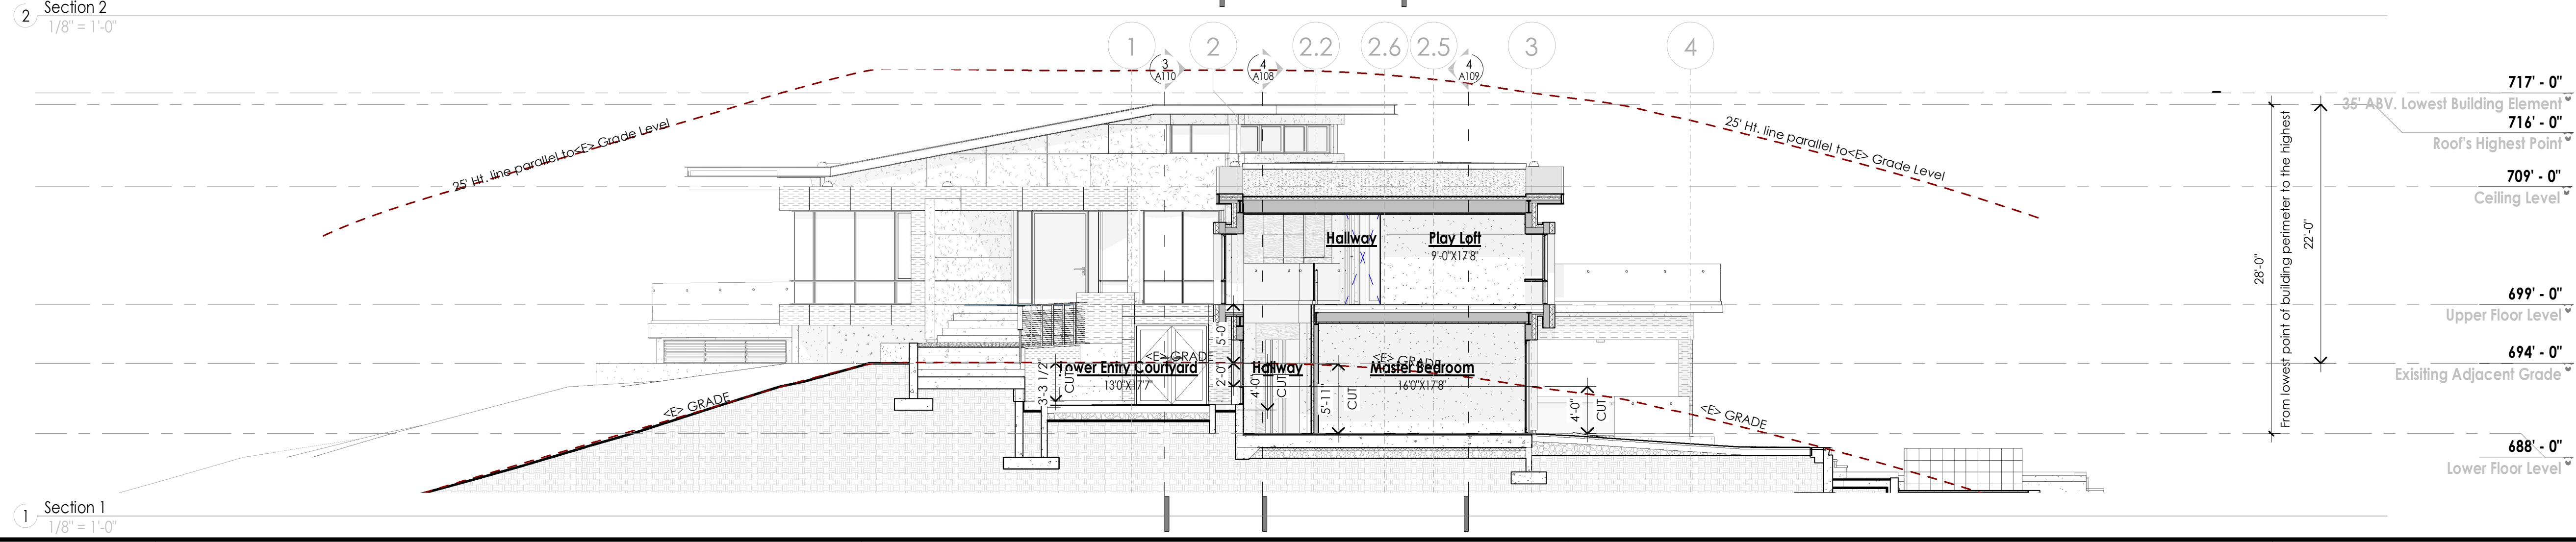 2 Section 2
1/8" = 1'-0"
1 2 2.2 2.6 2.5 3 4
3
A110
4
A108
4
A109
717' - 0"
35' ABV. Lowest Building Element
716' - 0"
Roof's Highest Point
25' Ht. line parallel to<E> Grade Level
25' Ht. line parallel to<E> Grade Level
709' - 0"
Ceiling Level
Hallway
Play Loft
9'-0"X17'8"
28'-0"
From lowest point of building perimeter to the highest
22'-0"
699' - 0"
Upper Floor Level
5'-0"
<E> GRADE
<E> GRADE
694' - 0"
Exisiting Adjacent Grade
3'-3 1/2"
CUT
Lower Entry Courtyard
13'0"X17'7"
2'-0"
Hallway
4'-0"
CUT
Master Bedroom
16'0"X17'8"
5'-11"
CUT
4'-0"
CUT
<E> GRADE
<E> GRADE
688' - 0"
Lower Floor Level
1 Section 1
1/8" = 1'-0"